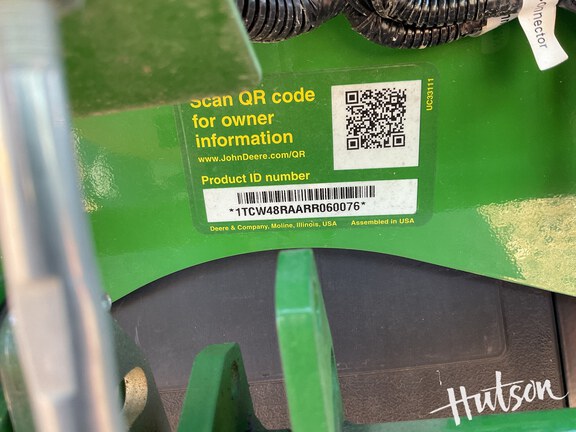 Scan QR code
for owner
information
www.JohnDeere.com/QR
UC33111
Product ID number
*1TCW48RAARR060076*
Deere & Company, Moline, Illinois, USA Assembled in USA
onnector
Hutson